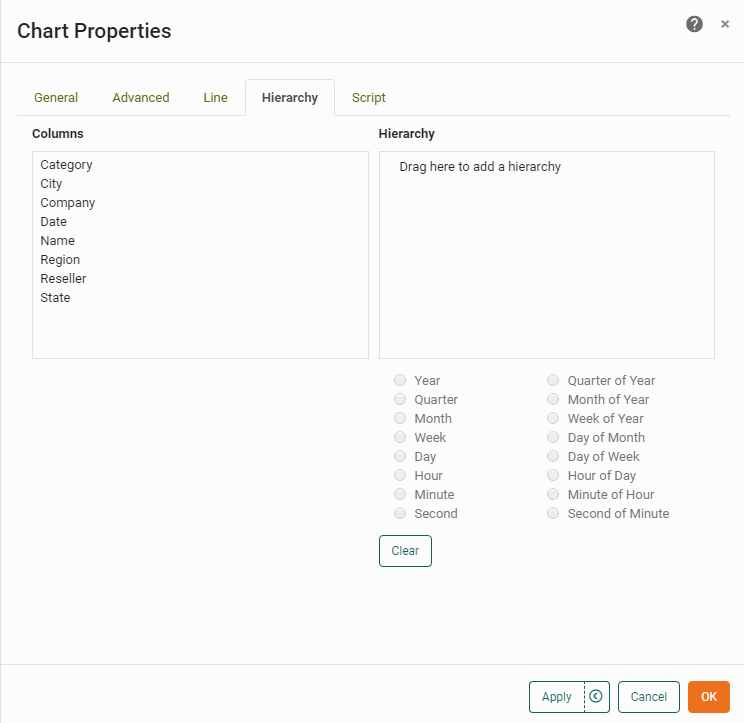 Chart Properties
General Advanced Line Hierarchy Script
Columns
Category
City
Company
Date
Name
Region
Reseller
State
Hierarchy
Drag here to add a hierarchy
Year
Quarter
Month
Week
Day
Hour
Minute
Second
Quarter of Year
Month of Year
Week of Year
Day of Month
Day of Week
Hour of Day
Minute of Hour
Second of Minute
Clear
Apply Cancel OK